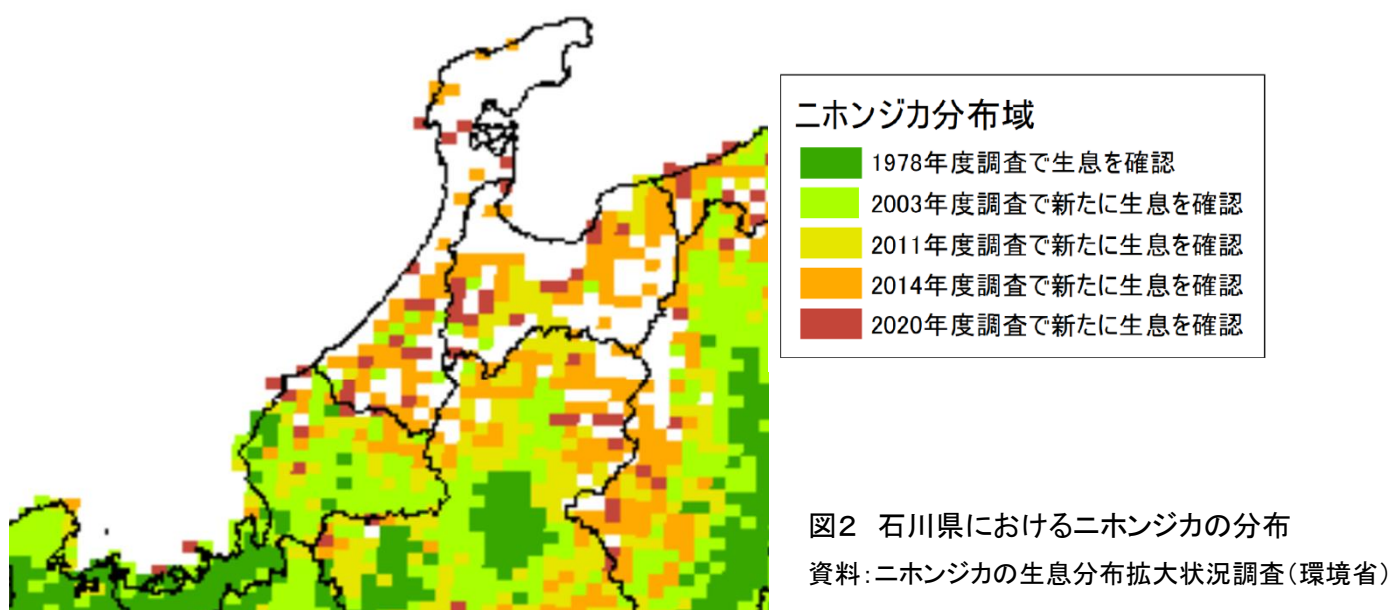 ニホンジカ分布域
1978年度調査で生息を確認
2003年度調査で新たに生息を確認
2011年度調査で新たに生息を確認
2014年度調査で新たに生息を確認
2020年度調査で新たに生息を確認
図2 石川県におけるニホンジカの分布
資料:ニホンジカの生息分布拡大状況調査(環境省)